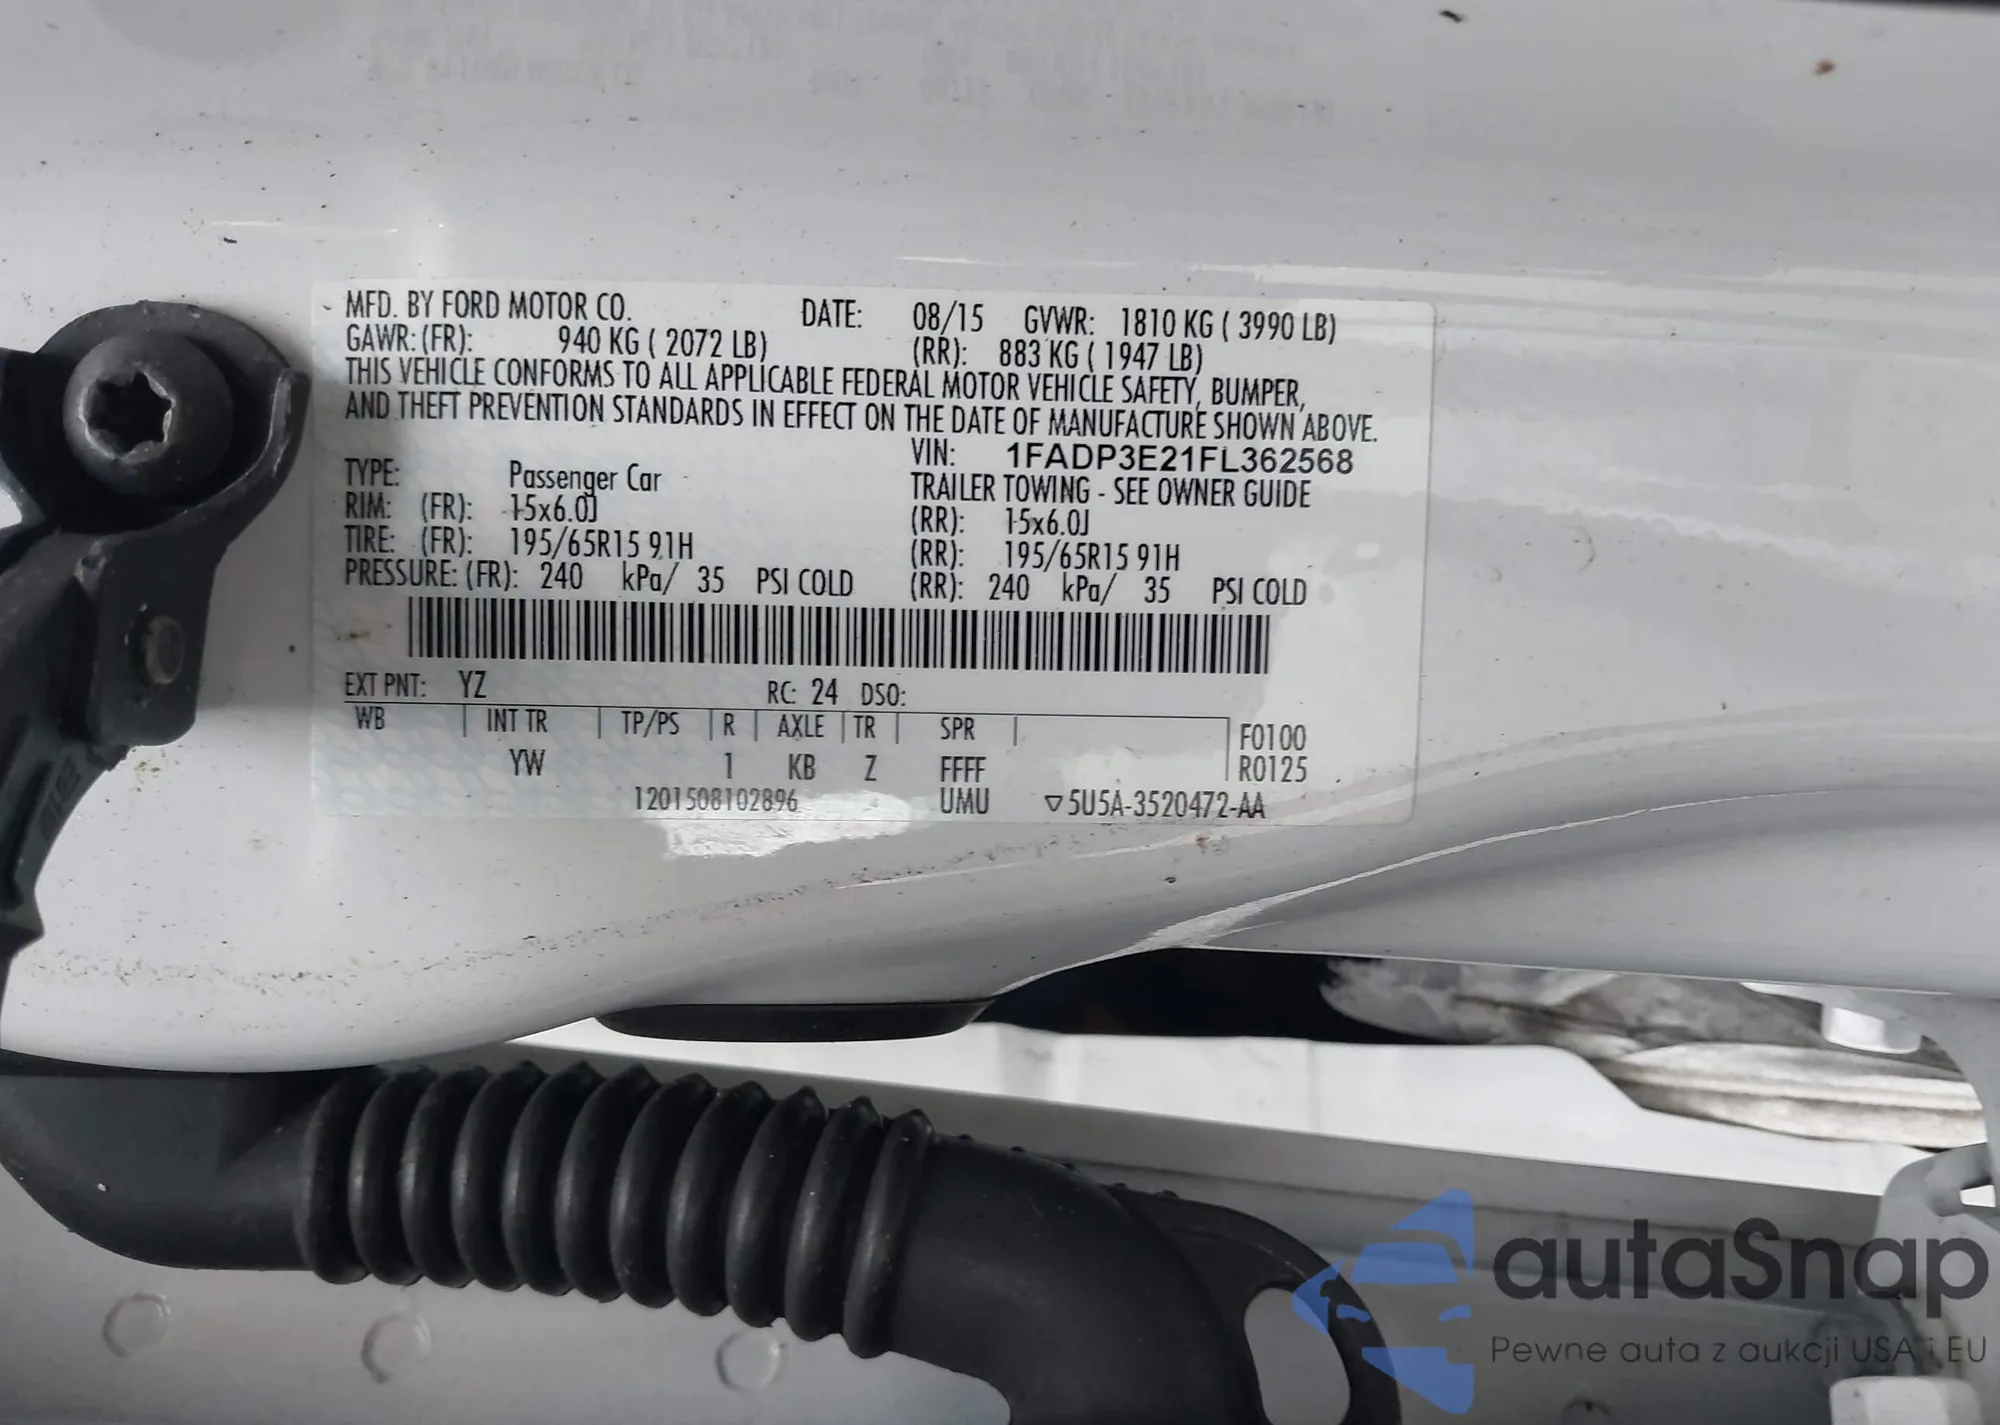 MFD. BY FORD MOTOR CO. DATE: 08/15 GVWR: 1810 KG ( 3990 LB)
GAWR: (FR): 940 KG ( 2072 LB) (RR): 883 KG ( 1947 LB)
THIS VEHICLE CONFORMS TO ALL APPLICABLE FEDERAL MOTOR VEHICLE SAFETY, BUMPER,
AND THEFT PREVENTION STANDARDS IN EFFECT ON THE DATE OF MANUFACTURE SHOWN ABOVE.
VIN: 1FADP3E21FL362568
TYPE: Passenger Car TRAILER TOWING - SEE OWNER GUIDE
RIM: (FR): 15x6.0J (RR): 15x6.0J
TIRE: (FR): 195/65R15 91H (RR): 195/65R15 91H
PRESSURE: (FR): 240 kPa/ 35 PSI COLD (RR): 240 kPa/ 35 PSI COLD
EXT PNT: YZ RC: 24 DSO:
WB INT TR TP/PS R AXLE TR SPR F0100
YW 1 KB Z FFFF R0125
1201508102896 UMU ▽5U5A-3520472-AA
autaSnap
Pewne auta z aukcji USA i EU